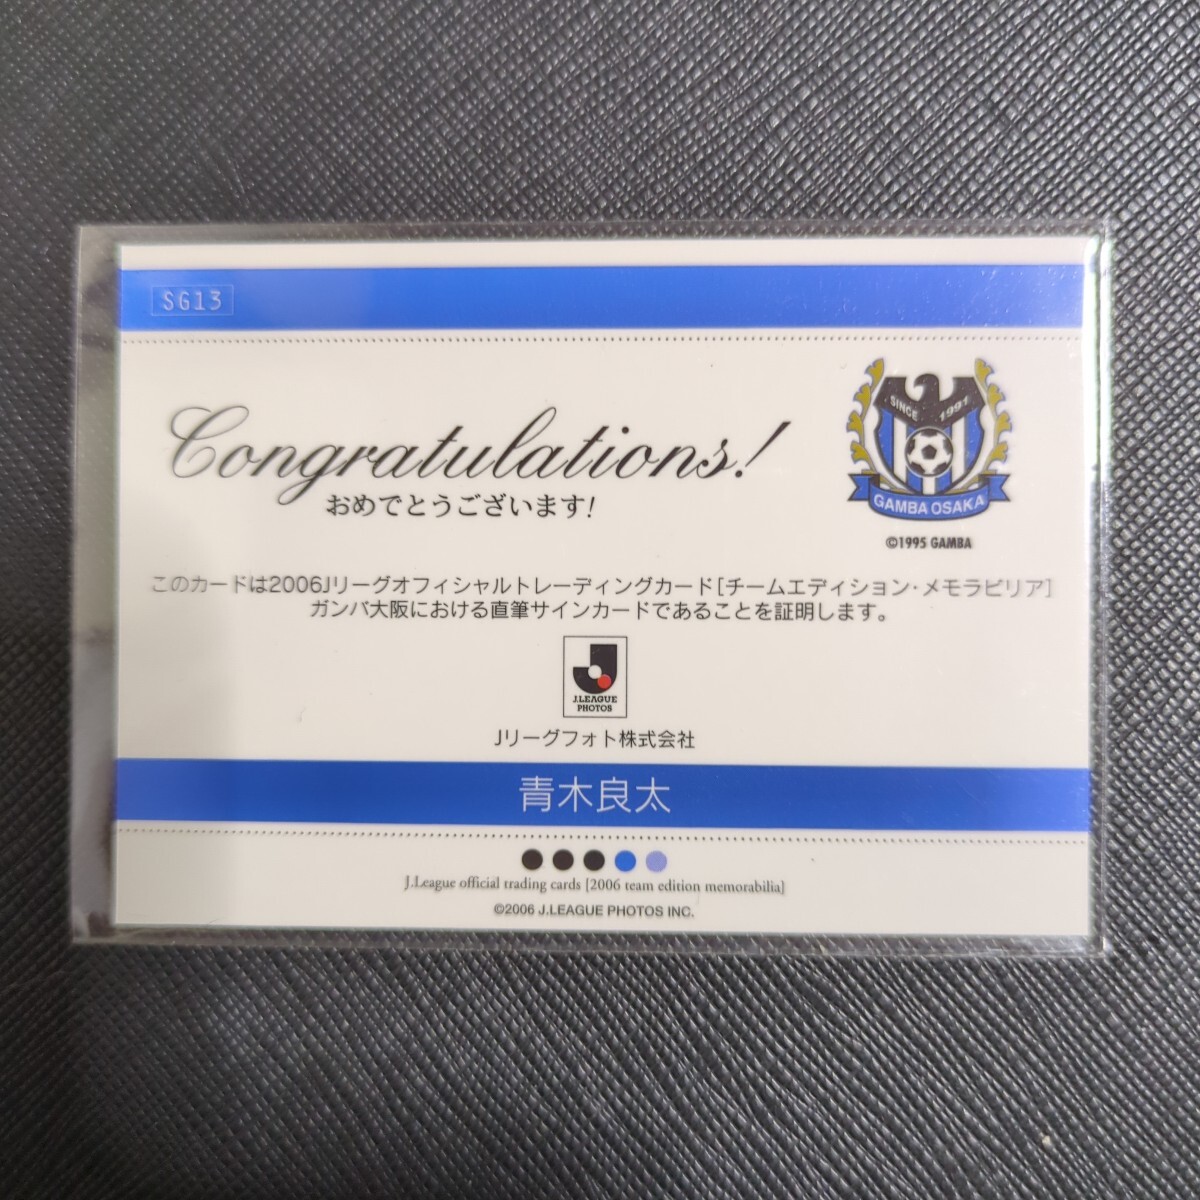 SG13
SINCE 1991
GAMBA OSAKA
©1995 GAMBA
Congratulations!
おめでとうございます!
このカードは2006Jリーグオフィシャルトレーディングカード[チームエディション・メモラビリア]
ガンバ大阪における直筆サインカードであることを証明します。
J.LEAGUE
PHOTOS
Jリーグフォト株式会社
青木良太
J.League official trading cards [2006 team edition memorabilia]
©2006 J.LEAGUE PHOTOS INC.